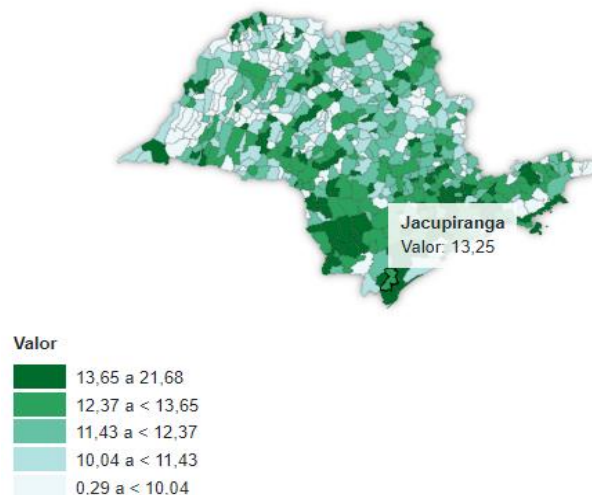 Jacupiranga
Valor: 13,25
Valor
13,65 a 21,68
12,37 a < 13,65
11,43 a < 12,37
10,04 a < 11,43
0,29 a < 10,04